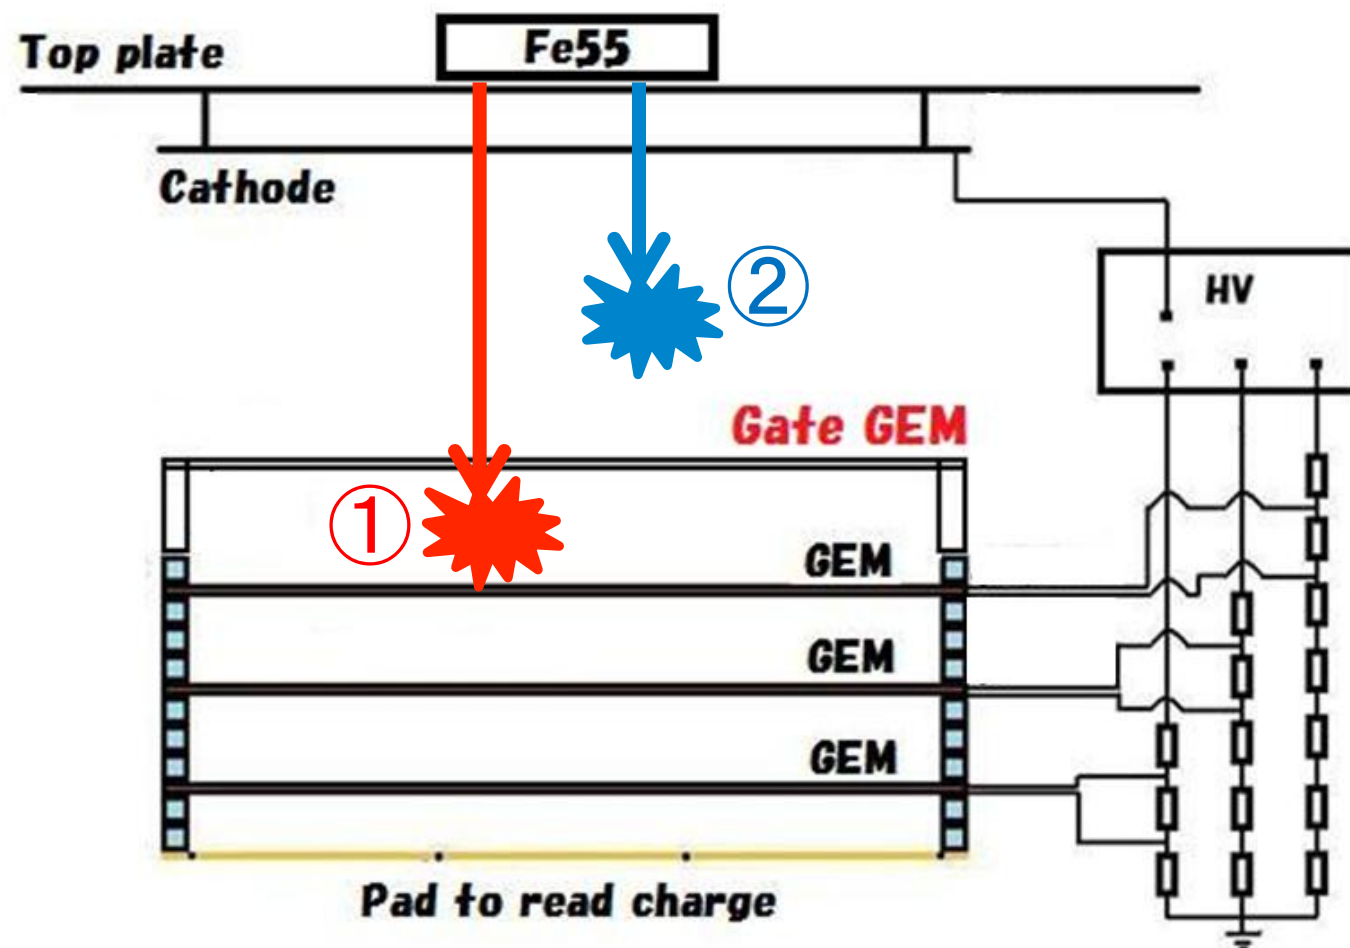 Fe55
Top plate
Cathode
②
HV
Gate GEM
①
GEM
GEM
GEM
Pad to read charge